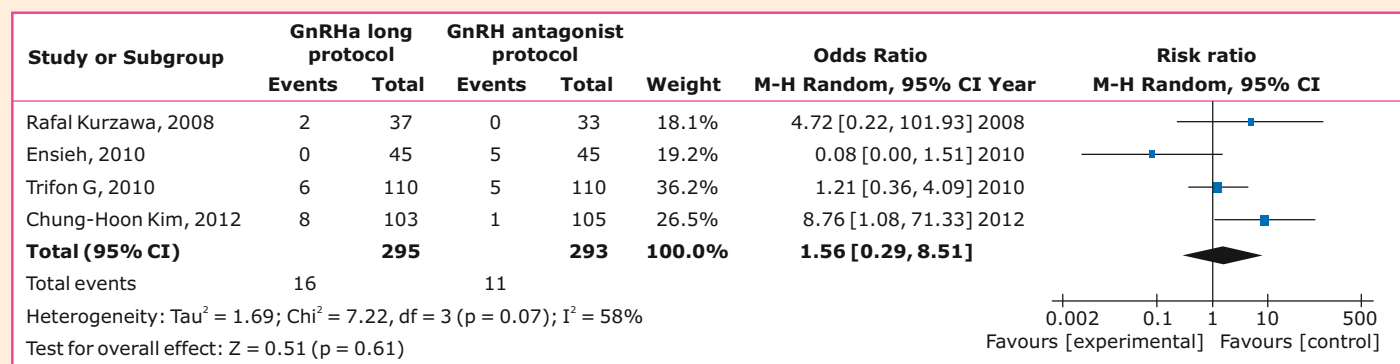 Study or Subgroup GnRHa long protocol GnRH antagonist protocol Odds Ratio Risk ratio
Events Total Events Total Weight M-H Random, 95% CI Year M-H Random, 95% CI
Rafal Kurzawa, 2008 2 37 0 33 18.1% 4.72 [0.22, 101.93] 2008
Ensieh, 2010 0 45 5 45 19.2% 0.08 [0.00, 1.51] 2010
Trifon G, 2010 6 110 5 110 36.2% 1.21 [0.36, 4.09] 2010
Chung-Hoon Kim, 2012 8 103 1 105 26.5% 8.76 [1.08, 71.33] 2012
Total (95% CI) 295 293 100.0% 1.56 [0.29, 8.51]
Total events 16 11
Heterogeneity: Tau² = 1.69; Chi² = 7.22, df = 3 (p = 0.07); I² = 58%
Test for overall effect: Z = 0.51 (p = 0.61)
0.002 0.1 1 10 500
Favours [experimental] Favours [control]